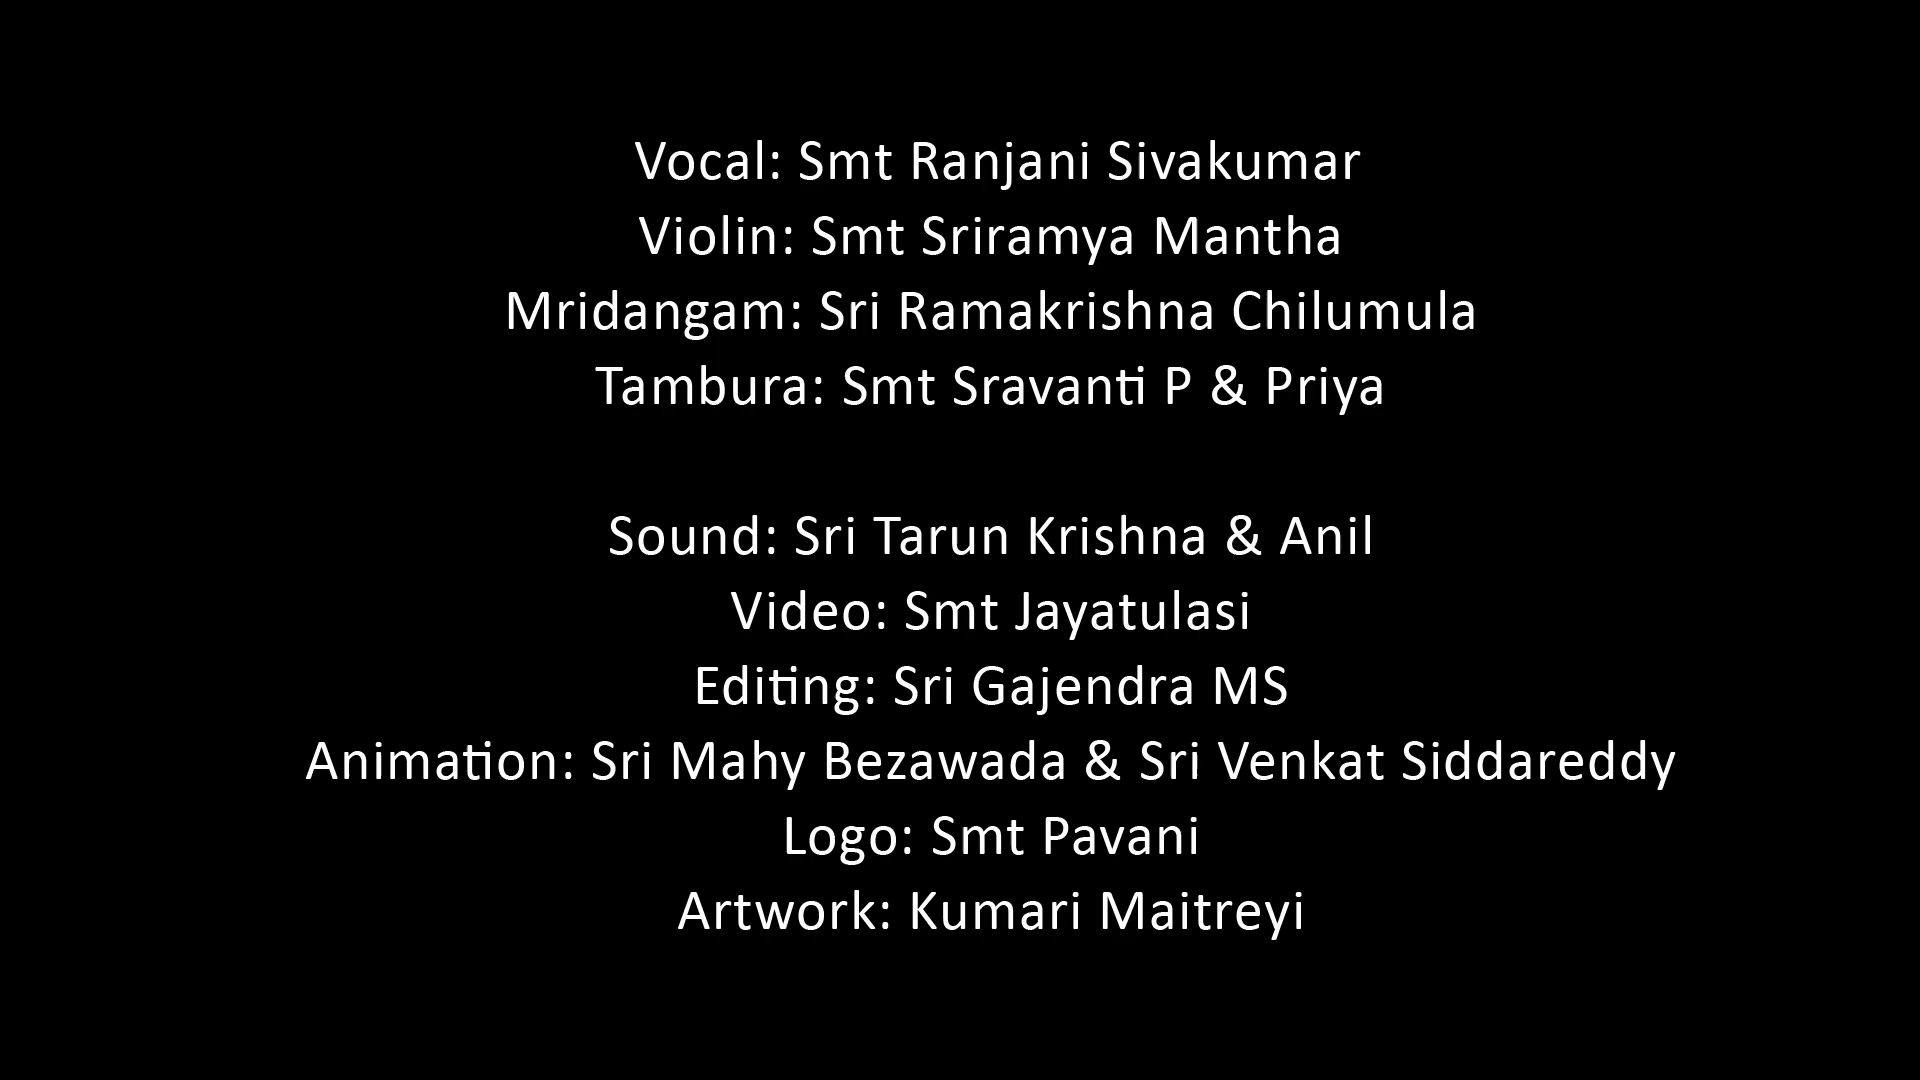 Vocal: Smt Ranjani Sivakumar
Violin: Smt Sriramya Mantha
Mridangam: Sri Ramakrishna Chilumula
Tambura: Smt Sravanti P & Priya
Sound: Sri Tarun Krishna & Anil
Video: Smt Jayatulasi
Editing: Sri Gajendra MS
Animation: Sri Mahy Bezawada & Sri Venkat Siddareddy
Logo: Smt Pavani
Artwork: Kumari Maitreyi